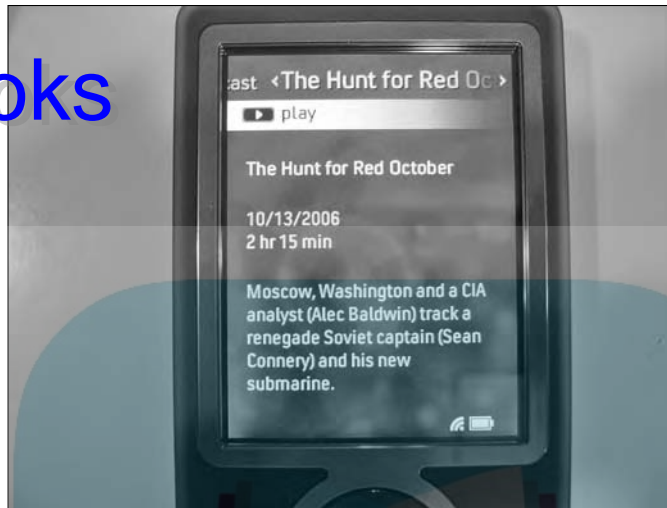 oks
cast ‹The Hunt for Red Oc ›
play
The Hunt for Red October
10/13/2006
2 hr 15 min
Moscow, Washington and a CIA
analyst (Alec Baldwin) track a
renegade Soviet captain (Sean
Connery) and his new
submarine.